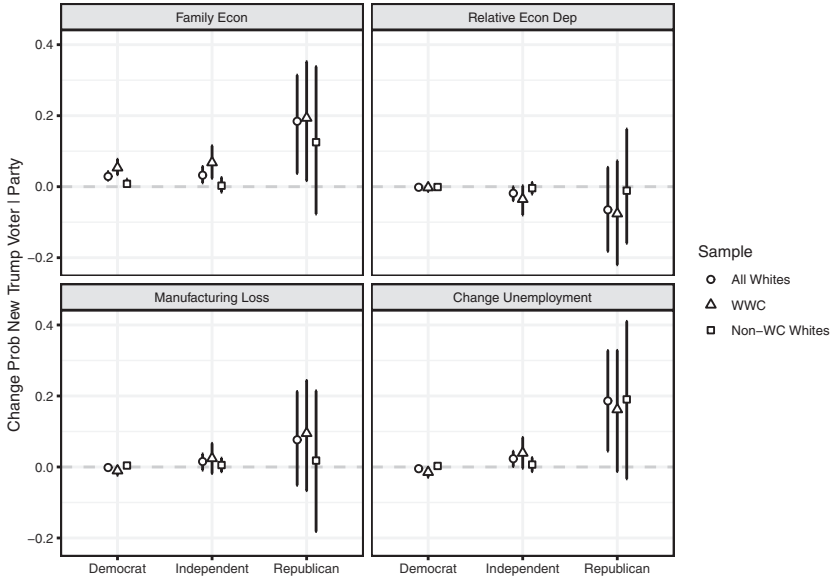 Family Econ
Relative Econ Dep
0.4
0.2
0.0
−0.2
Manufacturing Loss
Change Unemployment
0.4
0.2
0.0
−0.2
Democrat
Independent
Republican
Democrat
Independent
Republican
Change Prob New Trump Voter | Party
Sample
All Whites
WWC
Non−WC Whites